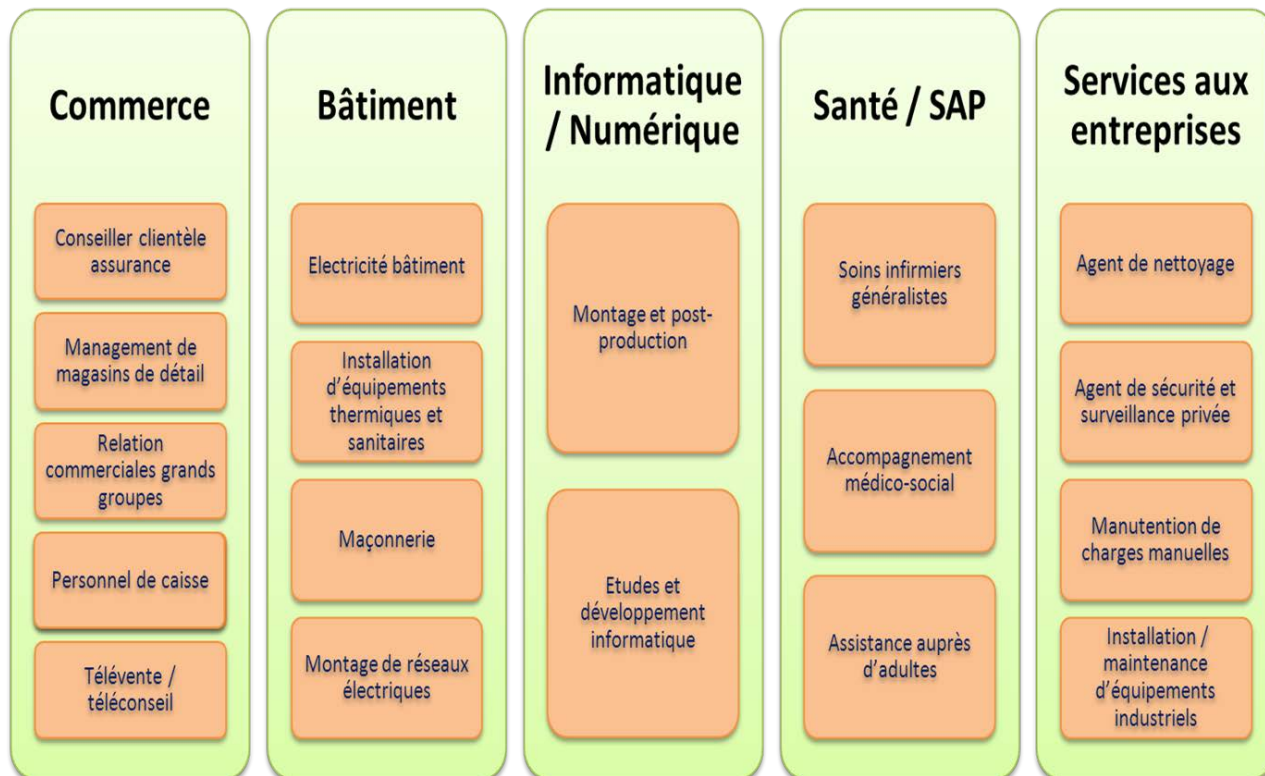 Commerce
Conseiller clientèle
assurance
Management de
magasins de détail
Relation
commerciales grands
groupes
Personnel de caisse
Télévente /
téléconseil
Bâtiment
Electricité bâtiment
Installation
d'équipements
thermiques et
sanitaires
Maçonnerie
Montage de réseaux
électriques
Informatique
/ Numérique
Montage et post-
production
Etudes et
développement
informatique
Santé / SAP
Soins infirmiers
généralistes
Accompagnement
médico-social
Assistance auprès
d'adultes
Services aux
entreprises
Agent de nettoyage
Agent de sécurité et
surveillance privée
Manutention de
charges manuelles
Installation /
maintenance
d'équipements
industriels